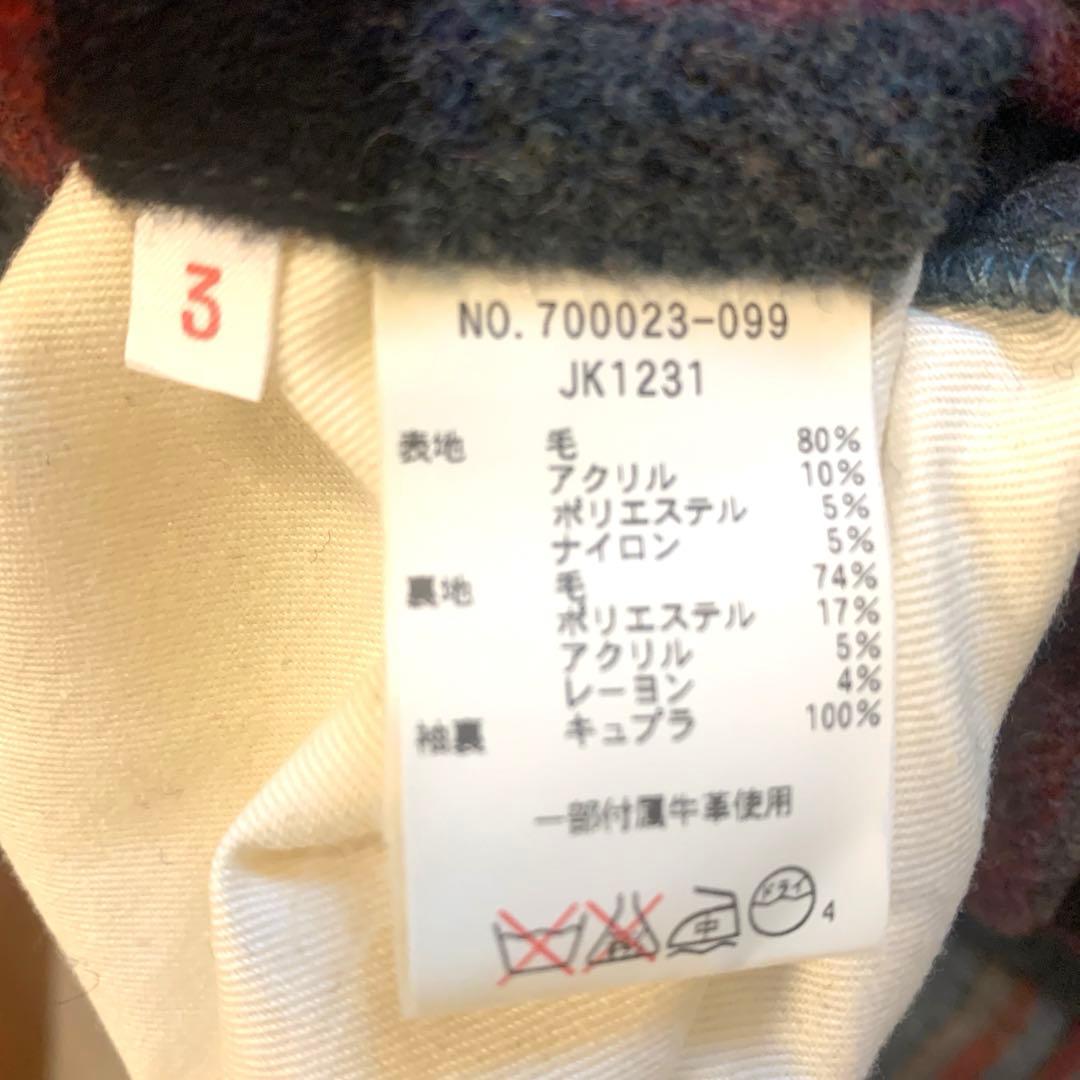 3
NO. 700023-099
JK1231
表地 毛 80%
アクリル 10%
ポリエステル 5%
ナイロン 5%
裏地 毛 74%
ポリエステル 17%
アクリル 5%
レーヨン 4%
袖裏 キュプラ 100%
一部付属牛革使用
中 ドライ 4